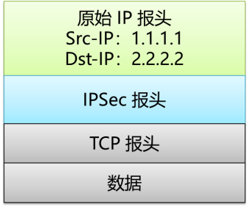 原始 IP 报头
Src-IP：1.1.1.1
Dst-IP：2.2.2.2
IPSec 报头
TCP 报头
数据